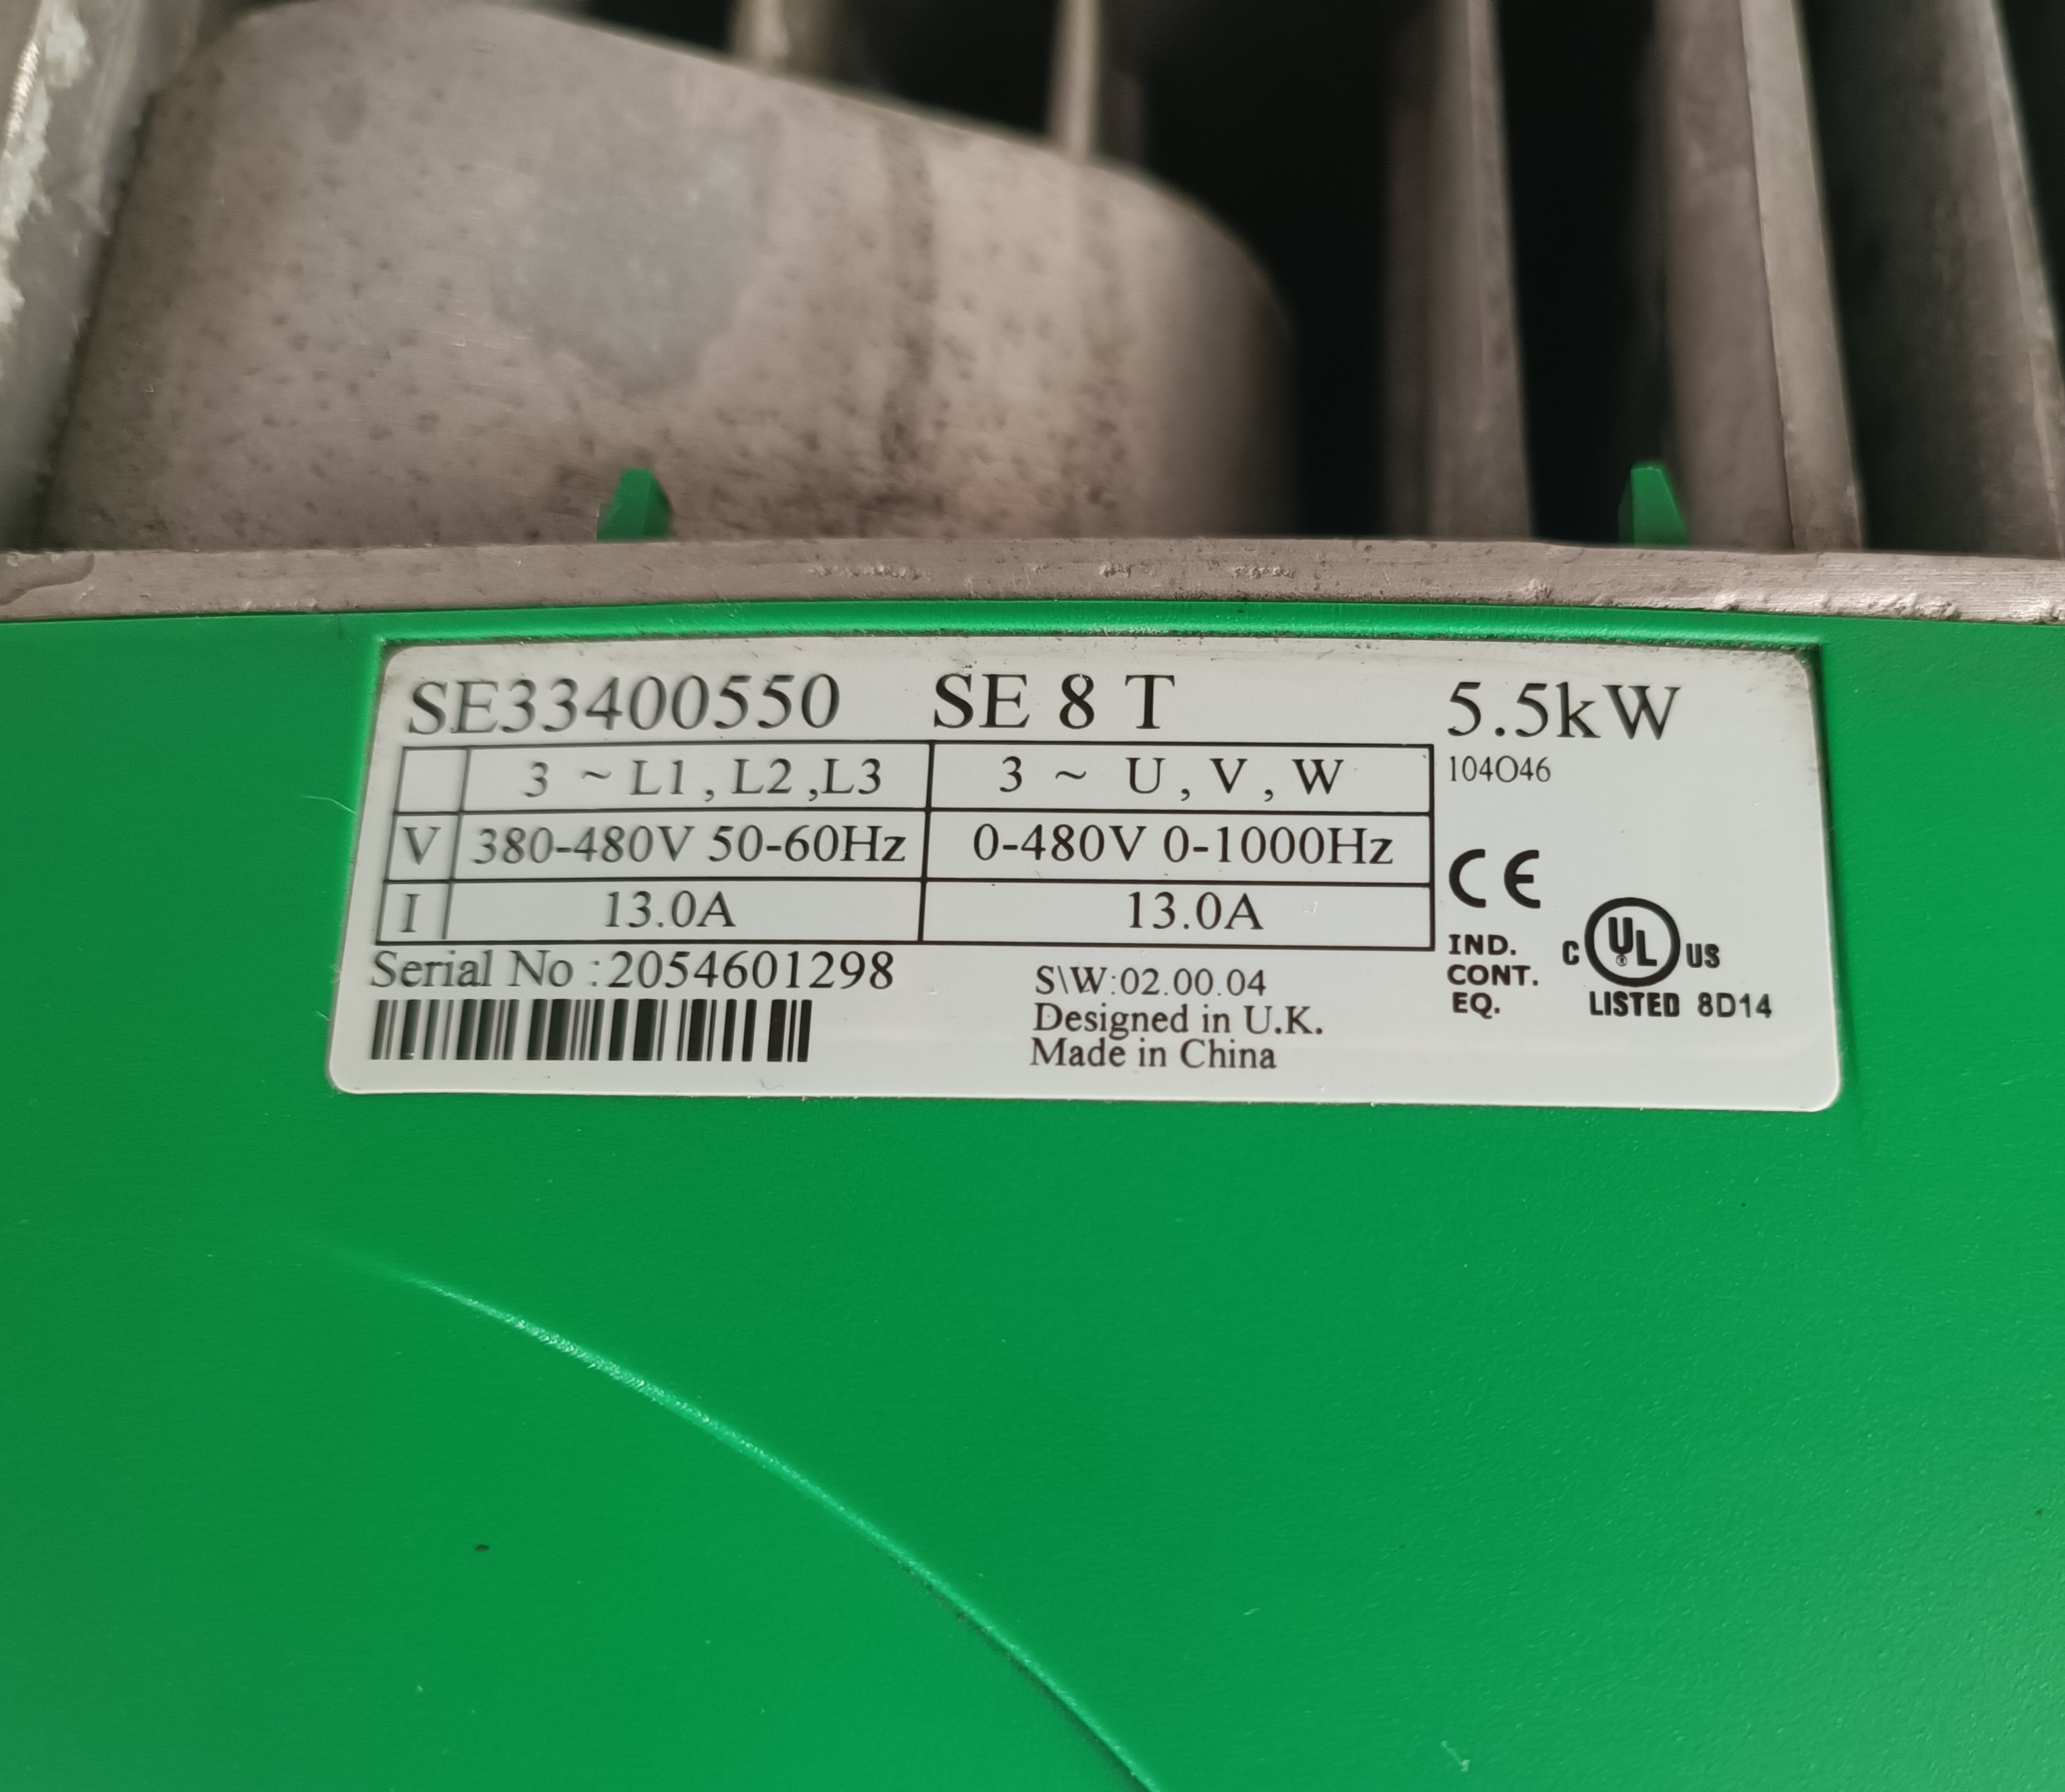 SE33400550 SE 8 T 5.5kW
3 ~ L1 , L2 ,L3 3 ~ U , V , W 104O46
V 380-480V 50-60Hz 0-480V 0-1000Hz
I 13.0A 13.0A
CE
IND.
CONT.
EQ.
C UL ® US
LISTED 8D14
Serial No :2054601298
S\W:02.00.04
Designed in U.K.
Made in China